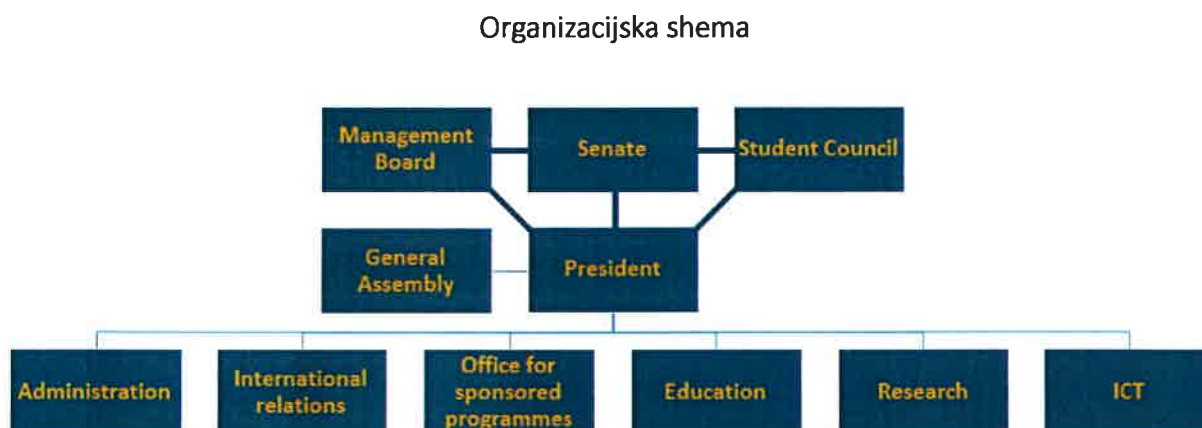 Organizacijska shema
Management
Board
Senate
Student Council
General
Assembly
President
Administration
International
relations
Office for
sponsored
programmes
Education
Research
ICT